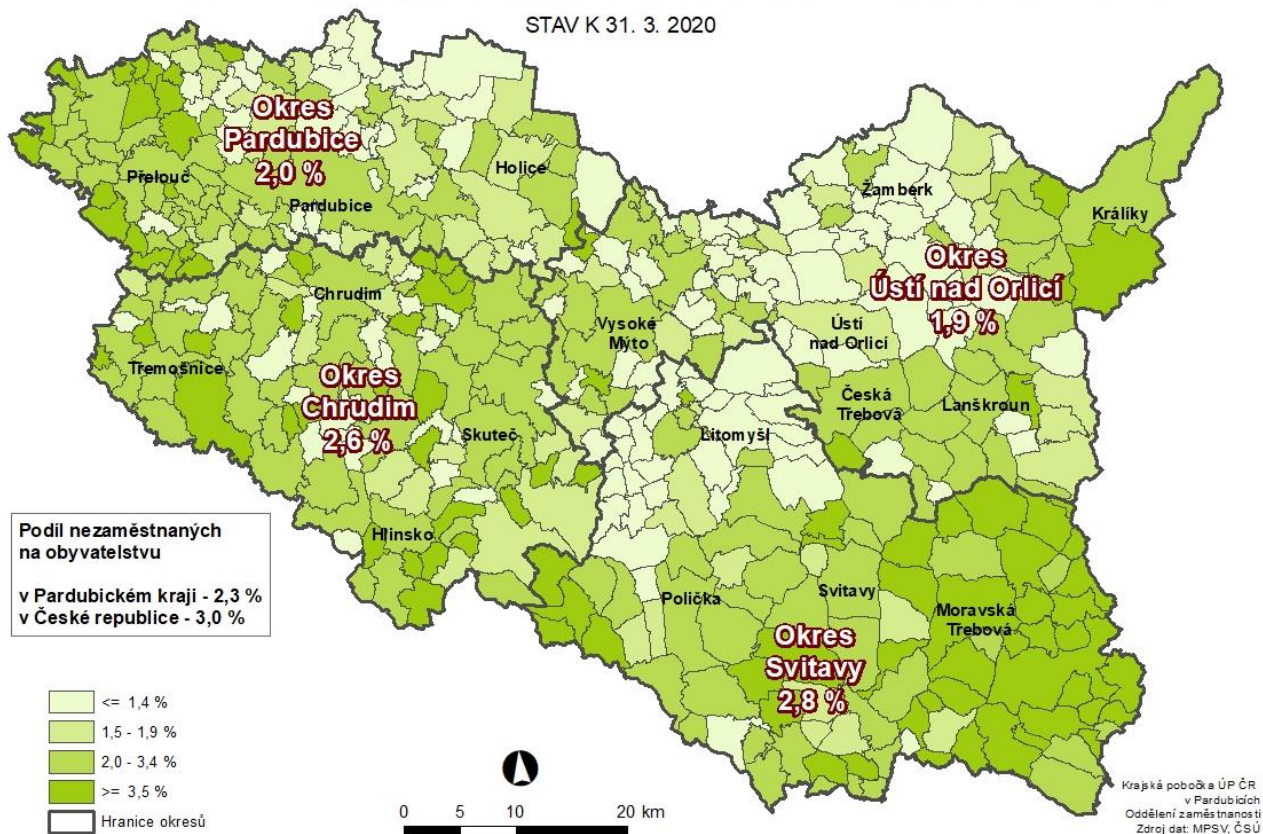 STAV K 31. 3. 2020
Okres
Pardubice
2,0 %
Holice
Přelouč
Pardubice
Žamberk
Králíky
Okres
Ústí nad Orlicí
1,9 %
Chrudim
Vysoké
Mýto
Ústí
nad Orlicí
Třemošnice
Okres
Chrudim
2,6 %
Česká
Třebová
Lanškroun
Skuteč
Litomyšl
Hlinsko
Podíl nezaměstnaných
na obyvatelstvu
v Pardubickém kraji - 2,3 %
v České republice - 3,0 %
Polička
Svitavy
Moravská
Třebová
Okres
Svitavy
2,8 %
<= 1,4 %
1,5 - 1,9 %
2,0 - 3,4 %
>= 3,5 %
Hranice okresů
0 5 10 20 km
Krajská pobočka ÚP ČR
v Pardubicích
Oddělení zaměstnanosti
Zdroj dat: MPSV, ČSÚ